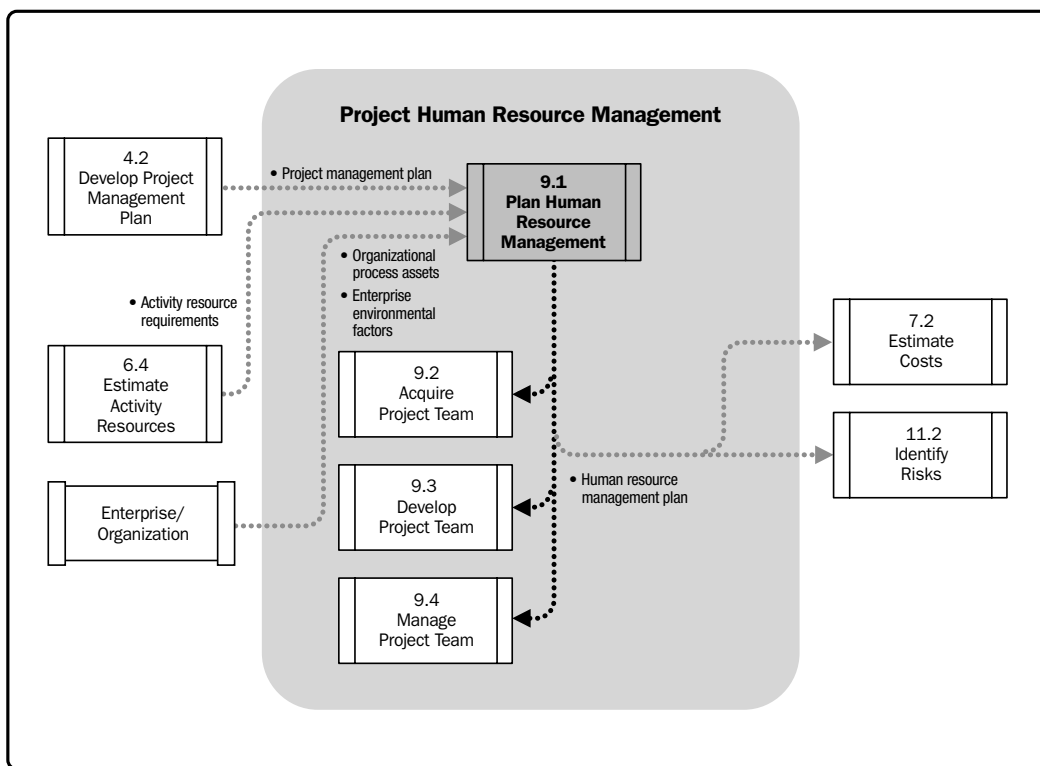 Project Human Resource Management
4.2
Develop Project
Management
Plan
• Project management plan
9.1
Plan Human
Resource
Management
• Organizational
process assets
• Enterprise
environmental
factors
• Activity resource
requirements
6.4
Estimate
Activity
Resources
Enterprise/
Organization
9.2
Acquire
Project Team
9.3
Develop
Project Team
9.4
Manage
Project Team
• Human resource
management plan
7.2
Estimate
Costs
11.2
Identify
Risks